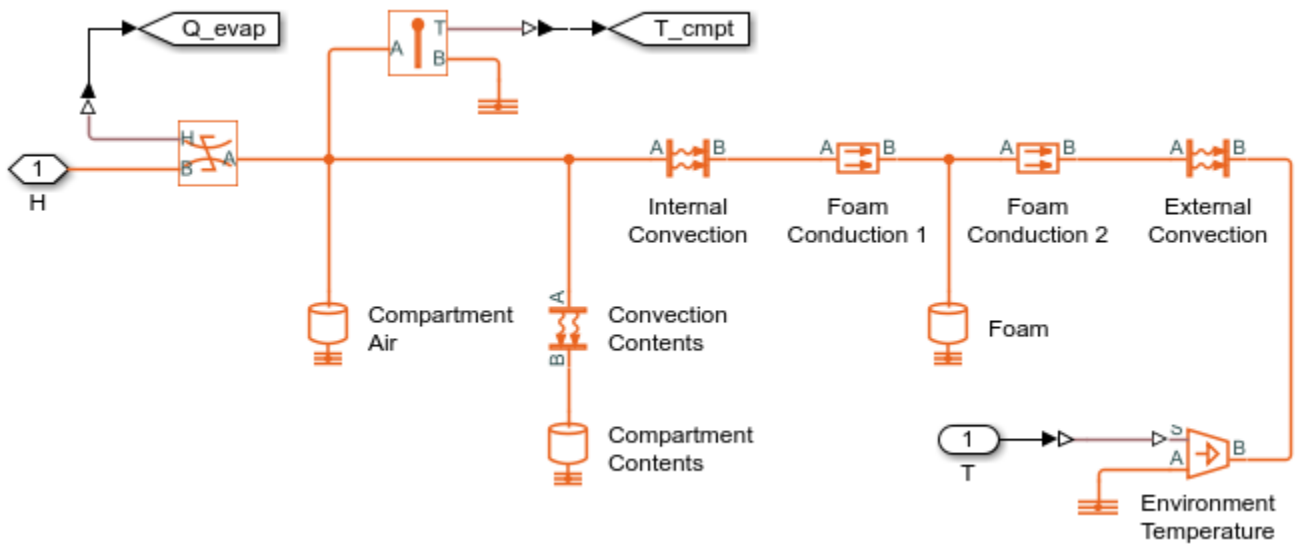 Q_evap
T_cmpt
A
T
B
H
B
A
1
H
A
B
Internal
Convection
A
B
Foam
Conduction 1
A
B
Foam
Conduction 2
A
B
External
Convection
Compartment
Air
A
B
Convection
Contents
Foam
Compartment
Contents
1
T
S
A
B
Environment
Temperature